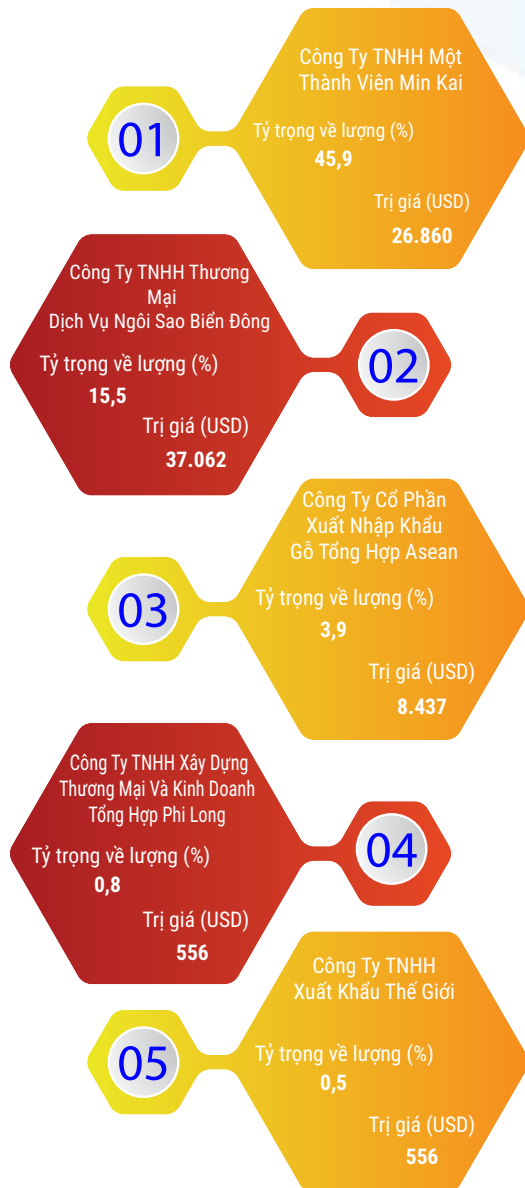 01
Công Ty TNHH Một
Thành Viên Min Kai
Tỷ trọng về lượng (%)
45,9
Trị giá (USD)
26.860
Công Ty TNHH Thương
Mại
Dịch Vụ Ngôi Sao Biển Đông
Tỷ trọng về lượng (%)
15,5
Trị giá (USD)
37.062
02
Công Ty Cổ Phần
Xuất Nhập Khẩu
Gỗ Tổng Hợp Asean
03
Tỷ trọng về lượng (%)
3,9
Trị giá (USD)
8.437
Công Ty TNHH Xây Dựng
Thương Mại Và Kinh Doanh
Tổng Hợp Phi Long
Tỷ trọng về lượng (%)
0,8
Trị giá (USD)
556
04
Công Ty TNHH
Xuất Khẩu Thế Giới
05
Tỷ trọng về lượng (%)
0,5
Trị giá (USD)
556